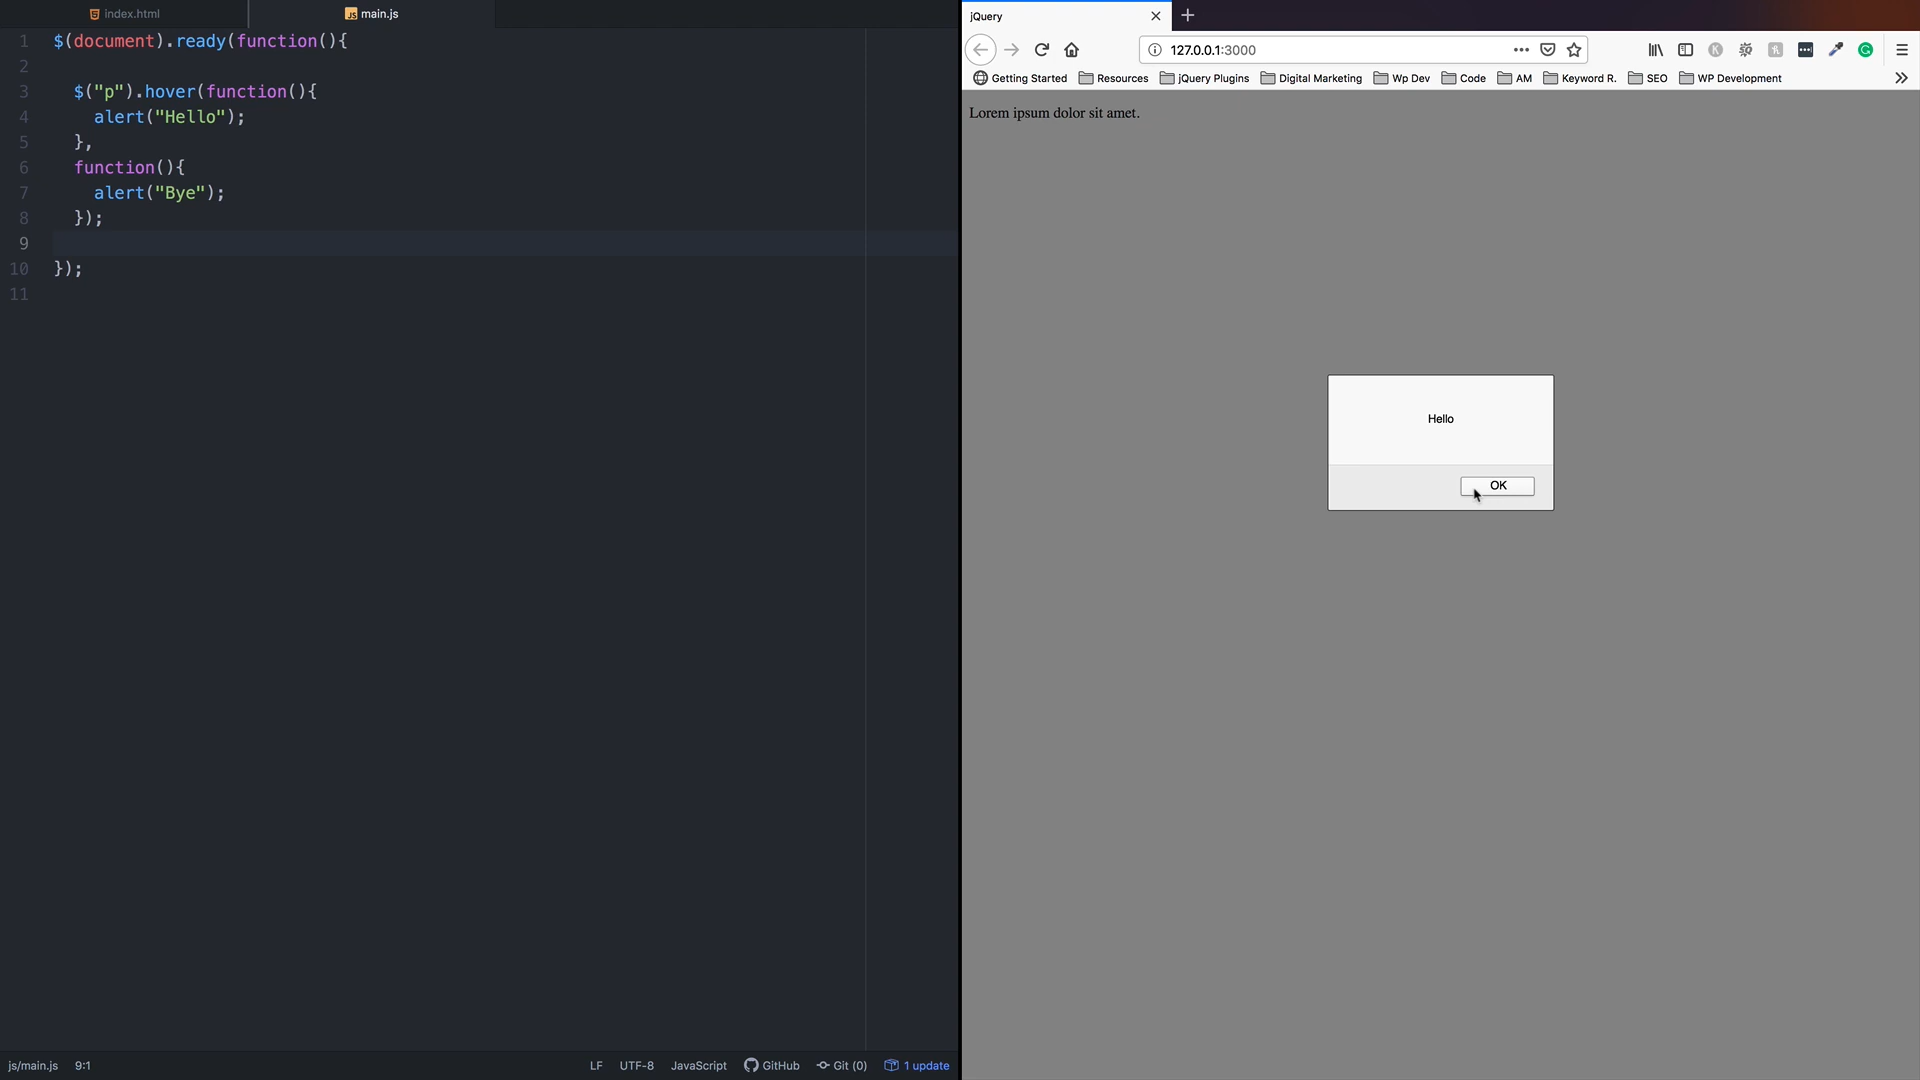 index.html
main.js
1 $(document).ready(function(){
2
3 $("p").hover(function(){
4 alert("Hello");
5 },
6 function(){
7 alert("Bye");
8 });
9
10 });
11
js/main.js 9:1
LF UTF-8 JavaScript GitHub Git (0) 1 update
jQuery
127.0.0.1:3000
Getting Started Resources jQuery Plugins Digital Marketing Wp Dev Code AM Keyword R. SEO WP Development
Lorem ipsum dolor sit amet.
Hello
OK